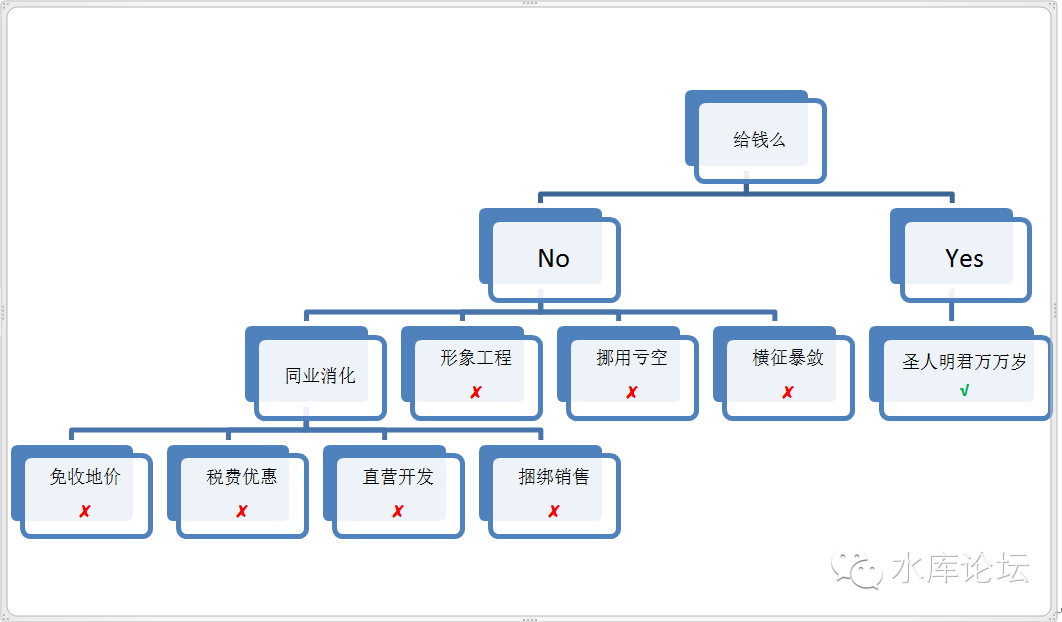 给钱么
No
Yes
同业消化
形象工程
✗
挪用亏空
✗
横征暴敛
✗
圣人明君万万岁
√
免收地价
✗
税费优惠
✗
直营开发
✗
捆绑销售
✗
水库论坛